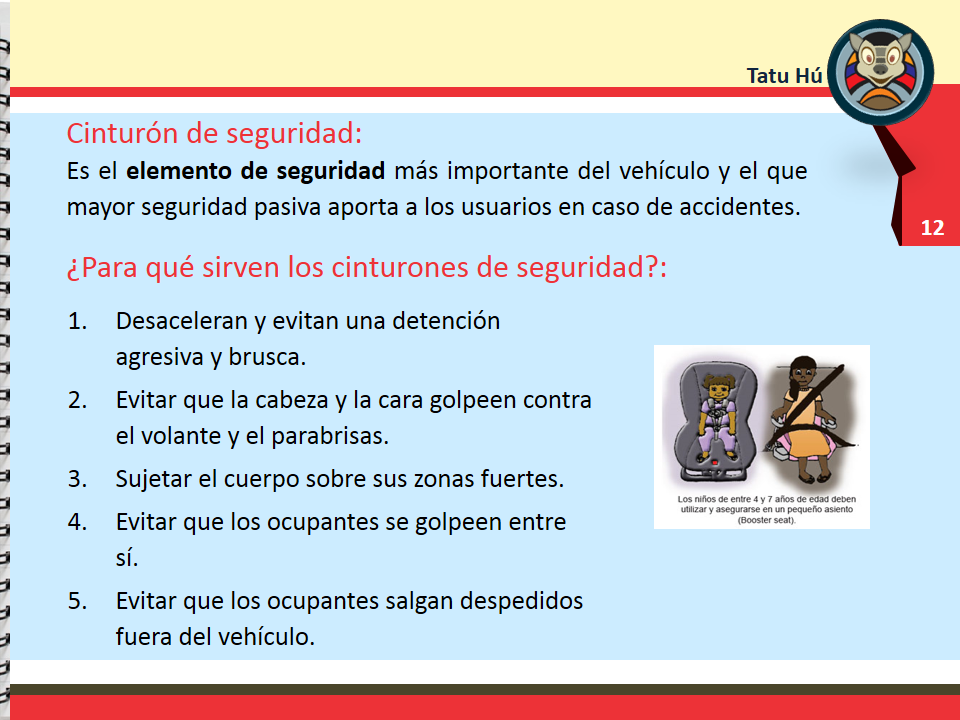 Tatu Hú
Cinturón de seguridad:
Es el elemento de seguridad más importante del vehículo y el que
mayor seguridad pasiva aporta a los usuarios en caso de accidentes.
12
¿Para qué sirven los cinturones de seguridad?:
1. Desaceleran y evitan una detención
agresiva y brusca.
2. Evitar que la cabeza y la cara golpeen contra
el volante y el parabrisas.
3. Sujetar el cuerpo sobre sus zonas fuertes.
4. Evitar que los ocupantes se golpeen entre
sí.
5. Evitar que los ocupantes salgan despedidos
fuera del vehículo.
Los niños de entre 4 y 7 años de edad deben
utilizar y asegurarse en un pequeño asiento
(Booster seat).